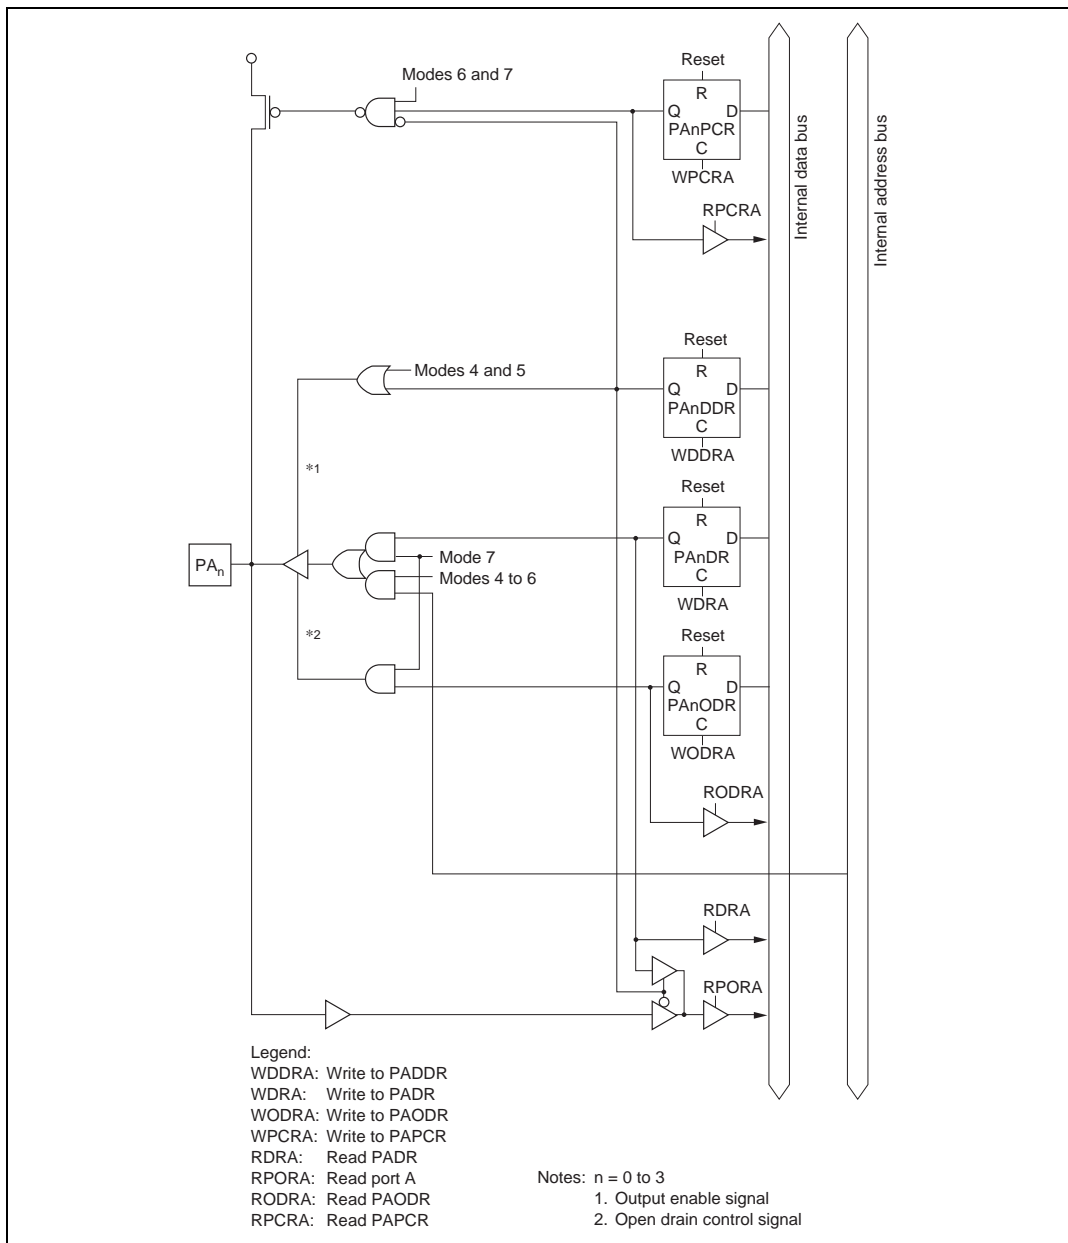 Modes 6 and 7
Reset
R
Q D
PAnPCR
C
WPCRA
RPCRA
Internal data bus
Internal address bus
Reset
R
Modes 4 and 5
Q D
PAnDDR
C
WDDRA
*1
Reset
R
Q D
PAn
Mode 7
PAnDR
C
Modes 4 to 6
WDRA
*2
Reset
R
Q D
PAnODR
C
WODRA
RODRA
RDRA
RPORA
Legend:
WDDRA: Write to PADDR
WDRA: Write to PADR
WODRA: Write to PAODR
WPCRA: Write to PAPCR
RDRA: Read PADR
RPORA: Read port A
RODRA: Read PAODR
RPCRA: Read PAPCR
Notes: n = 0 to 3
1. Output enable signal
2. Open drain control signal